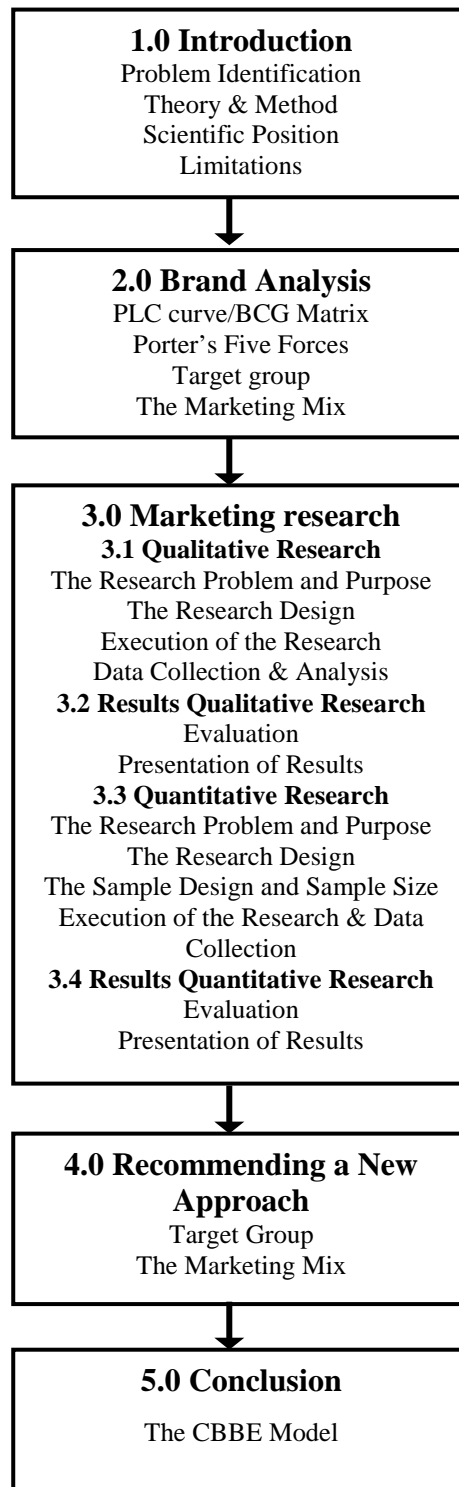 1.0 Introduction
Problem Identification
Theory & Method
Scientific Position
Limitations
2.0 Brand Analysis
PLC curve/BCG Matrix
Porter's Five Forces
Target group
The Marketing Mix
3.0 Marketing research
3.1 Qualitative Research
The Research Problem and Purpose
The Research Design
Execution of the Research
Data Collection & Analysis
3.2 Results Qualitative Research
Evaluation
Presentation of Results
3.3 Quantitative Research
The Research Problem and Purpose
The Research Design
The Sample Design and Sample Size
Execution of the Research & Data
Collection
3.4 Results Quantitative Research
Evaluation
Presentation of Results
4.0 Recommending a New
Approach
Target Group
The Marketing Mix
5.0 Conclusion
The CBBE Model